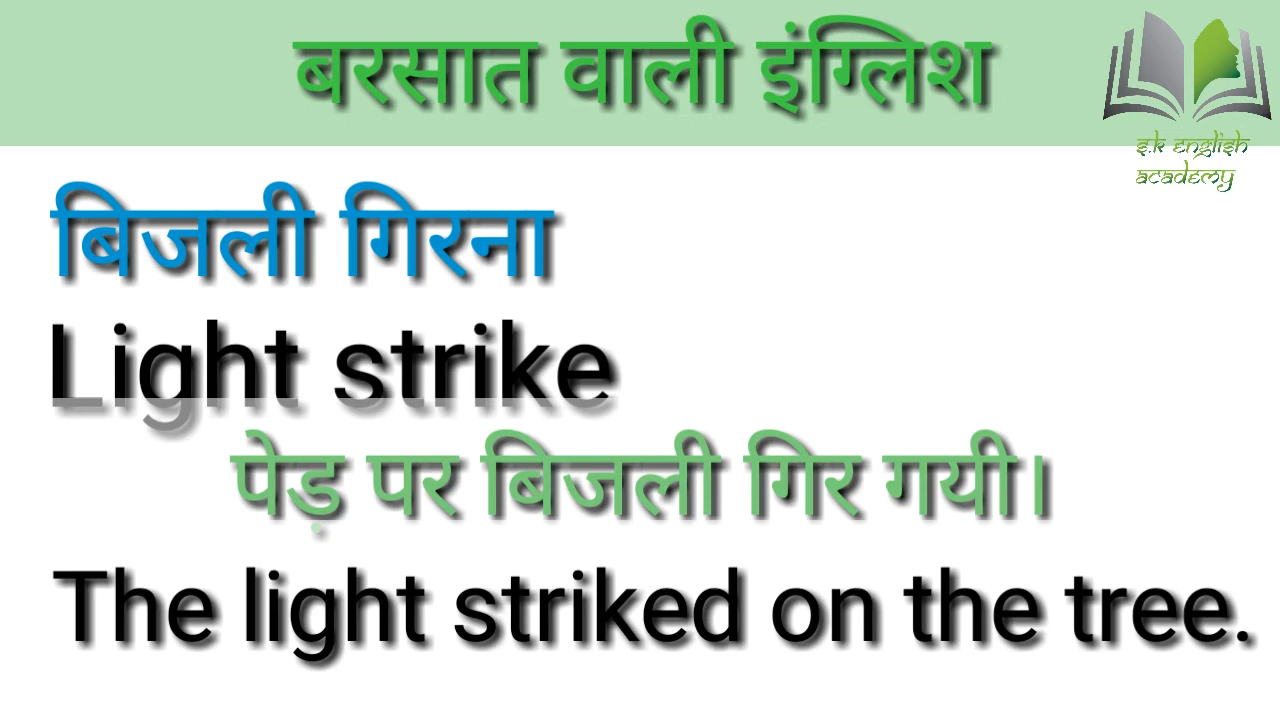 बरसात वाली इंग्लिश
S.K English
Academy
बिजली गिरना
Light strike
पेड़ पर बिजली गिर गयी।
The light striked on the tree.